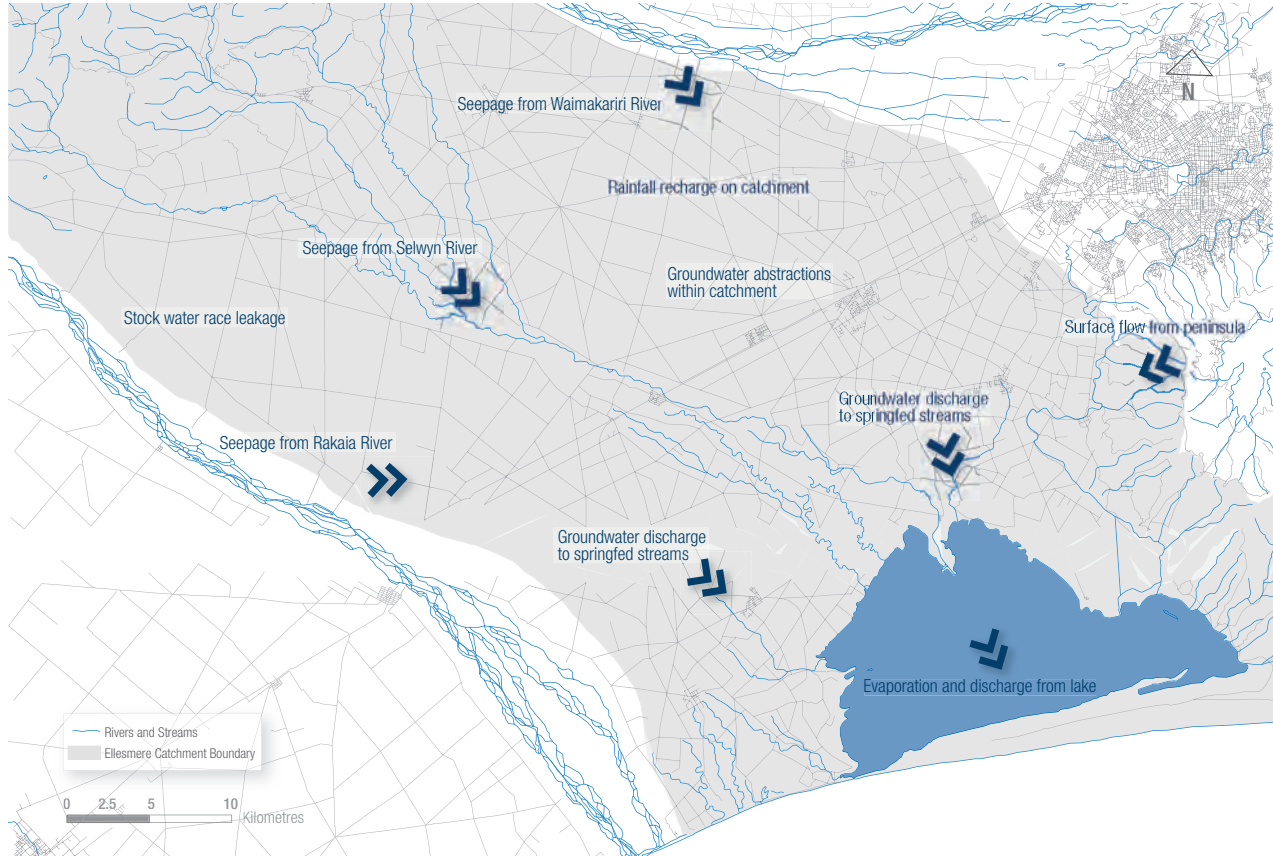 N
Seepage from Waimakariri River
Rainfall recharge on catchment
Seepage from Selwyn River
Groundwater abstractions
within catchment
Stock water race leakage
Surface flow from peninsula
Groundwater discharge
to springfed streams
Seepage from Rakaia River
Groundwater discharge
to springfed streams
Evaporation and discharge from lake
Rivers and Streams
Ellesmere Catchment Boundary
0 2.5 5 10
Kilometres